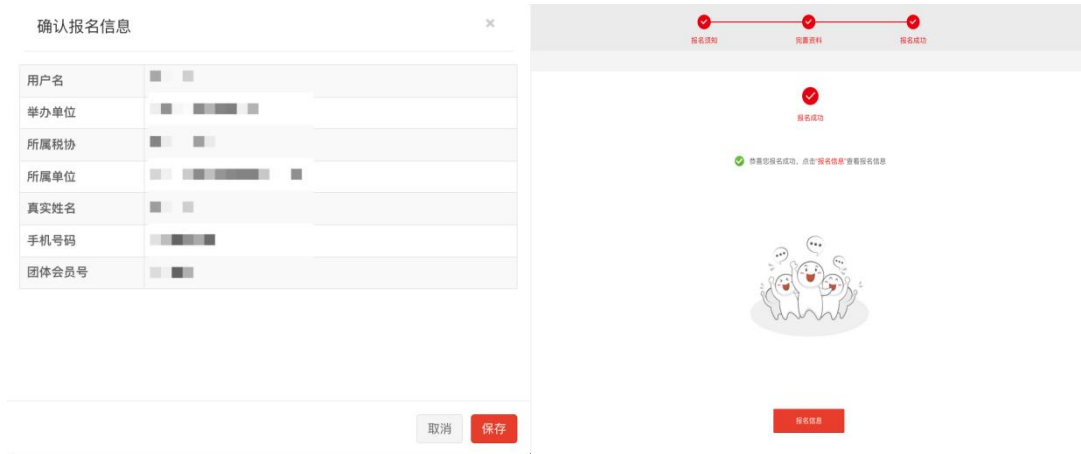 确认报名信息
×
用户名
举办单位
所属税协
所属单位
真实姓名
手机号码
团体会员号
取消
保存
报名须知
完善资料
报名成功
报名成功
恭喜您报名成功，点击"报名信息"查看报名信息
报名信息